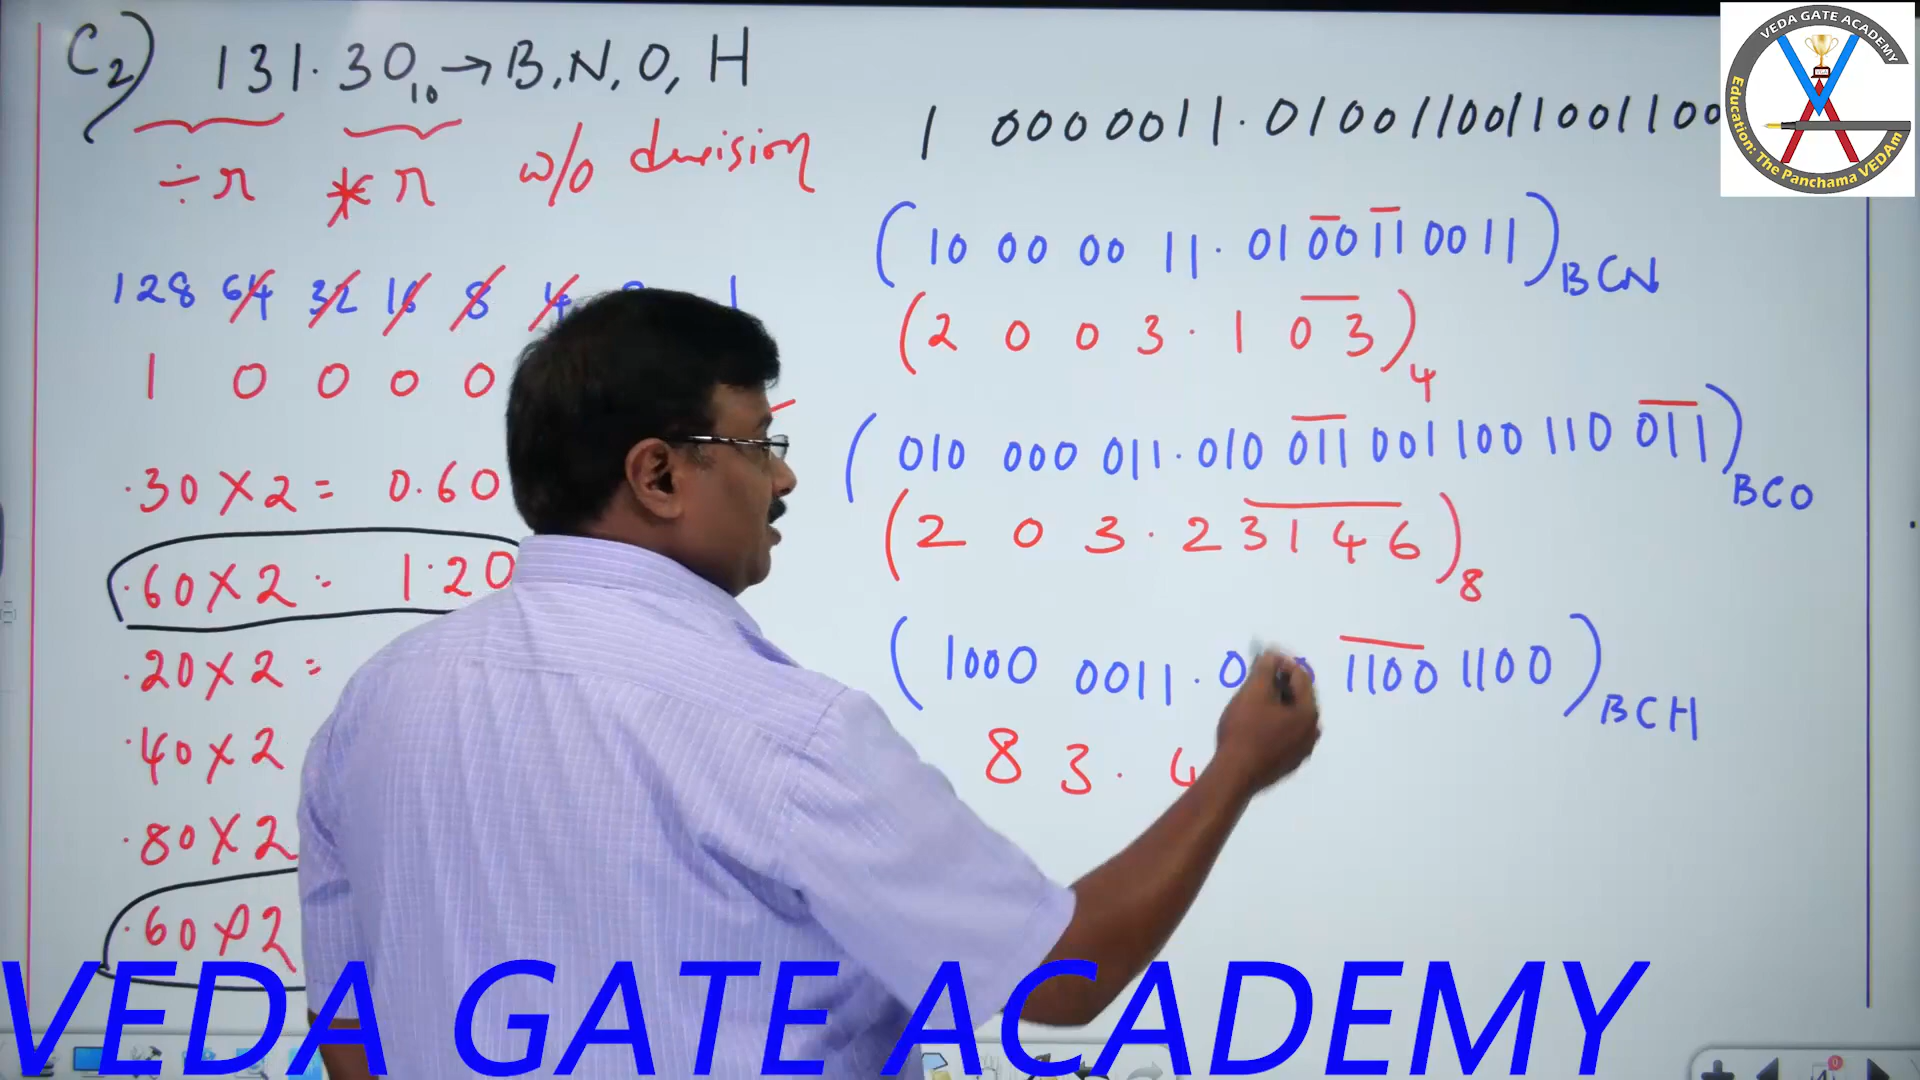 C2) 131.30₁₀ → B, N, O, H
÷r *r w/o division
128 64 32 16 8 4 1
1 0 0 0 0
.30 X 2 = 0.60
.60 X 2 = 1.20
.20 X 2 =
.40 X 2
.80 X 2
.60 X 2
1 0000011.01001100110011001100
(10 00 00 11.01 00 11 00 11)BCN
(2 0 0 3.1 0 3)4
(010 000 011.010 011 001 100 110 011)BCO
(2 0 3.2 3 1 4 6)8
(1000 0011.0 1100 1100)BCH
8 3.4
VEDA GATE ACADEMY
Education: The Panchama VEDAm
VEDA GATE ACADEMY